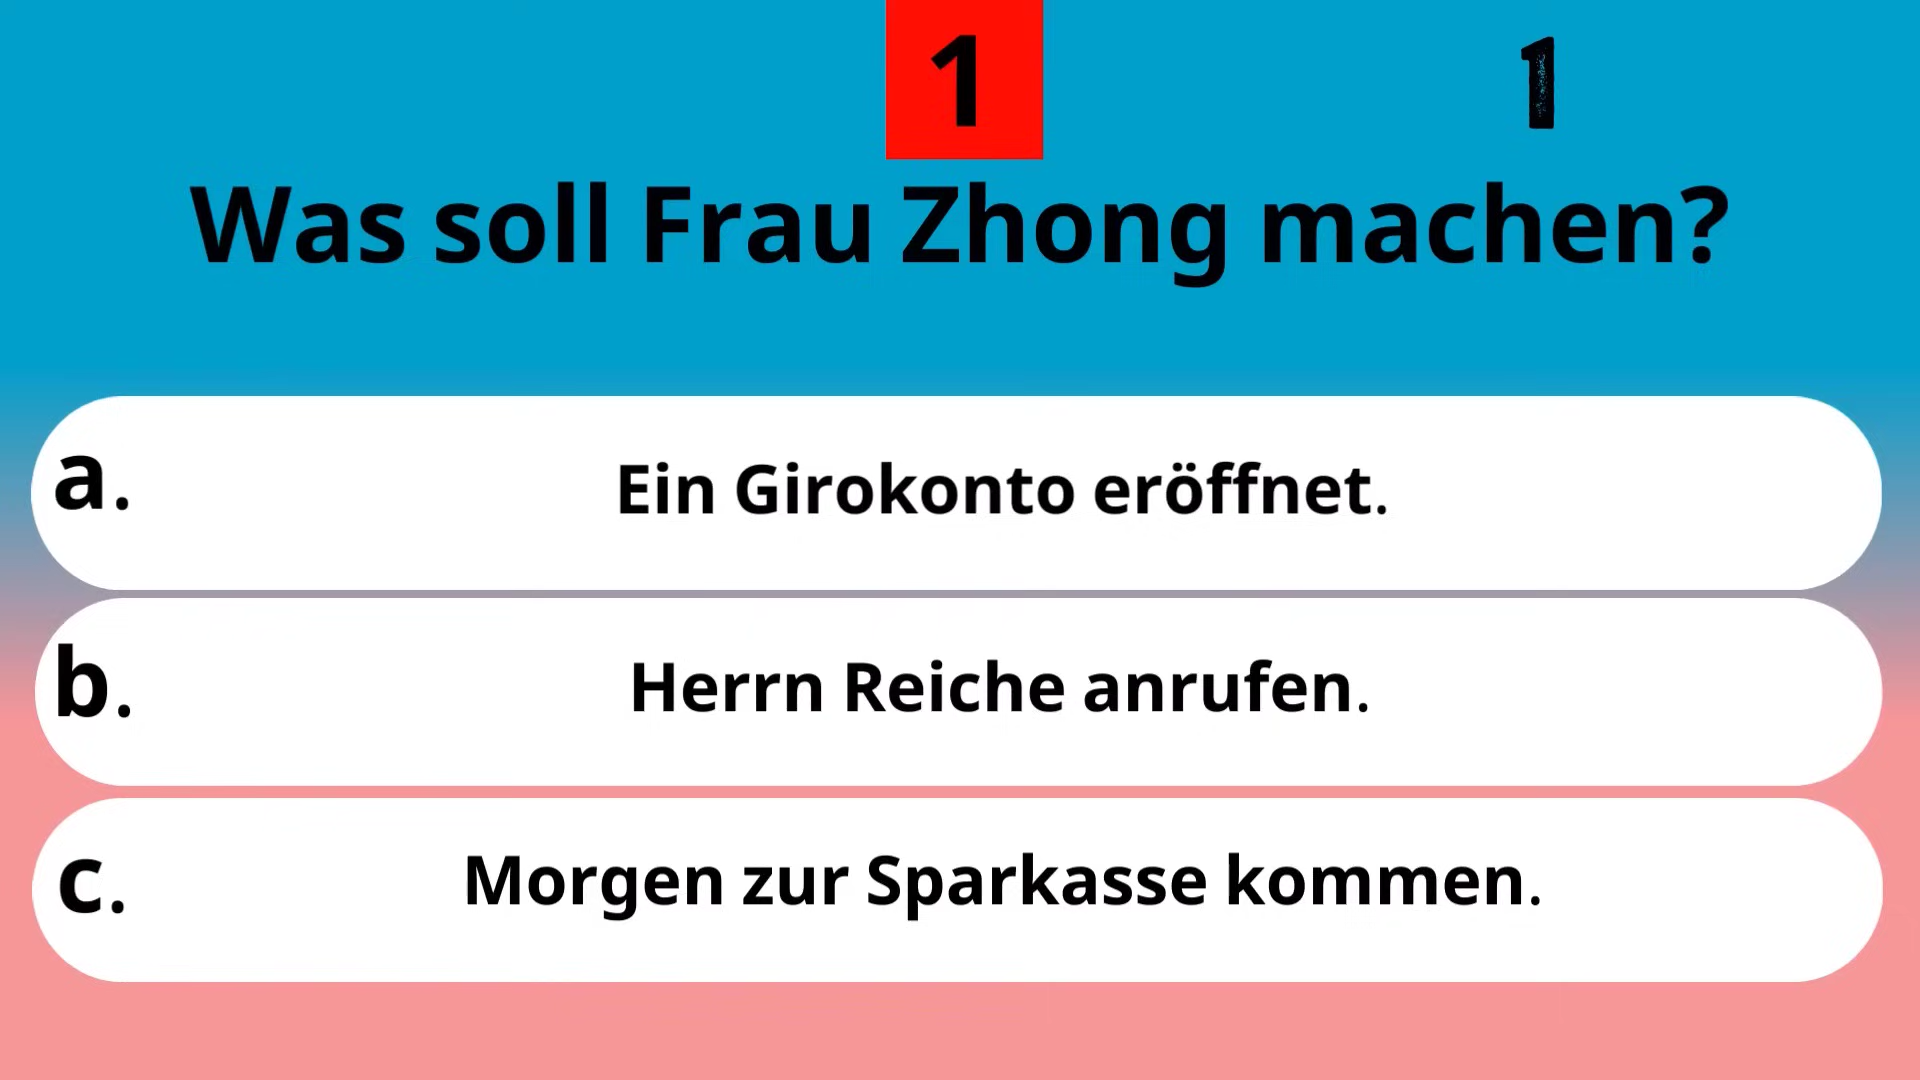 1 1
Was soll Frau Zhong machen?
a. Ein Girokonto eröffnet.
b. Herrn Reiche anrufen.
c. Morgen zur Sparkasse kommen.